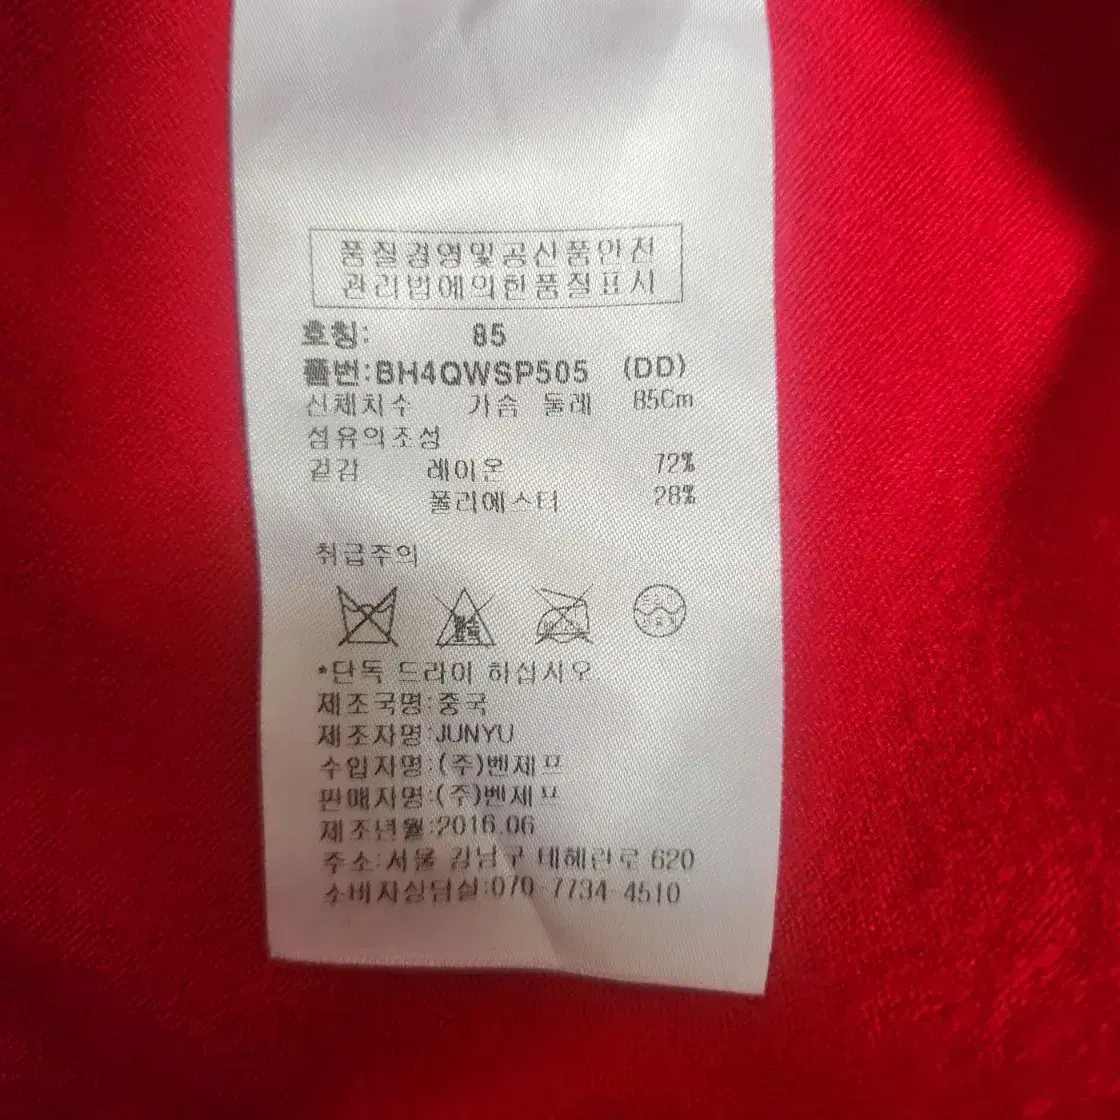 품질경영및공산품안전
관리법에의한품질표시
호칭: 85
품번:BH4QWSP505 (DD)
신체치수 가슴 둘레 85Cm
섬유의조성
겉감 레이온 72%
폴리에스터 28%
취급주의
*단독 드라이 하십시오.
제조국명:중국
제조자명:JUNYU
수입자명:(주)벤제프
판매자명:(주)벤제프
제조년월:2016.06
주소:서울 강남구 테헤란로 620
소비자상담실:070-7734-4510